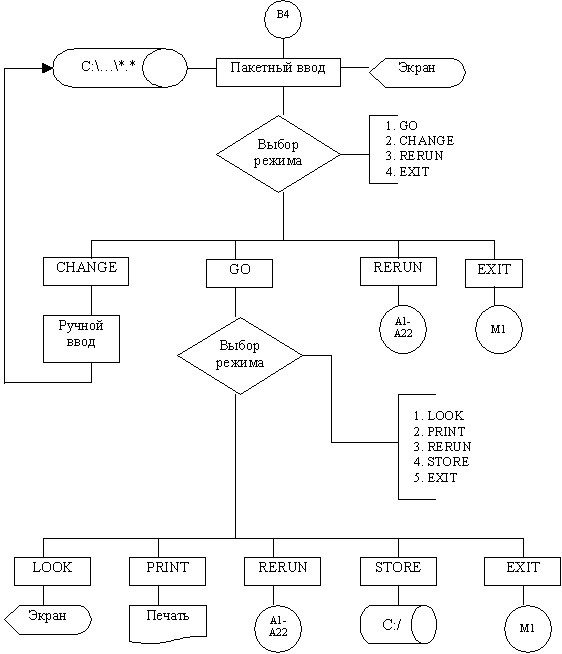 B4
C:\...\*.*
Пакетный ввод
Экран
Выбор
режима
1. GO
2. CHANGE
3. RERUN
4. EXIT
CHANGE
GO
RERUN
EXIT
Ручной
ввод
Выбор
режима
A1-
A22
M1
1. LOOK
2. PRINT
3. RERUN
4. STORE
5. EXIT
LOOK
PRINT
RERUN
STORE
EXIT
Экран
Печать
A1-
A22
C:/
M1